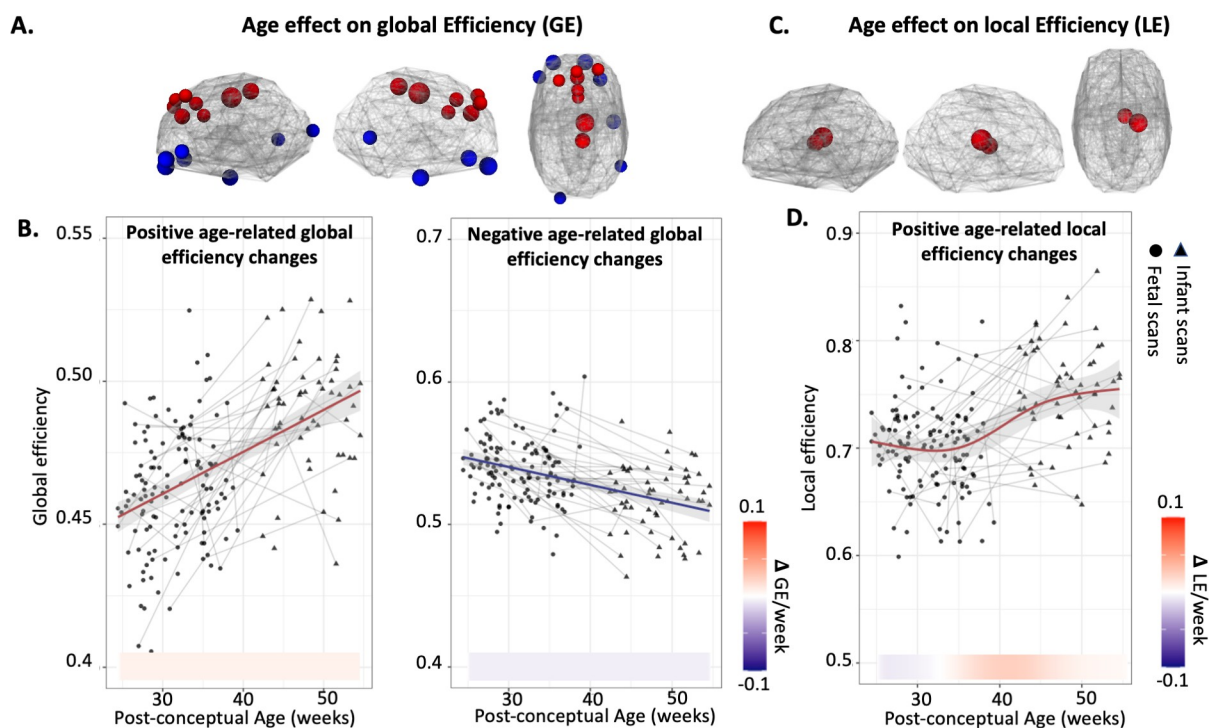 A.
Age effect on global Efficiency (GE)
C.
Age effect on local Efficiency (LE)
B.
Positive age-related global
efficiency changes
0.55
0.50
0.45
0.4
Global efficiency
30
40
50
Post-conceptual Age (weeks)
Negative age-related global
efficiency changes
0.7
0.6
0.5
0.4
30
40
50
Post-conceptual Age (weeks)
0.1
-0.1
Δ GE/week
D.
Positive age-related local
efficiency changes
0.9
0.8
0.7
0.6
0.5
Local efficiency
30
40
50
Post-conceptual Age (weeks)
Infant scans
Fetal scans
0.1
-0.1
Δ LE/week